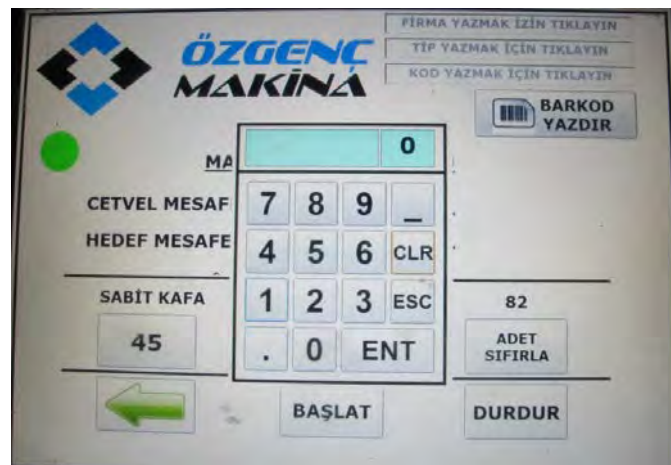 FİRMA YAZMAK İZİN TIKLAYIN
TİP YAZMAK İÇİN TIKLAYIN
KOD YAZMAK İÇİN TIKLAYIN
ÖZGENÇ
MAKİNA
BARKOD
YAZDIR
0
MA
CETVEL MESAF
HEDEF MESAFE
7 8 9 _
4 5 6 CLR
1 2 3 ESC
. 0 ENT
SABİT KAFA
82
45
ADET
SIFIRLA
BAŞLAT
DURDUR